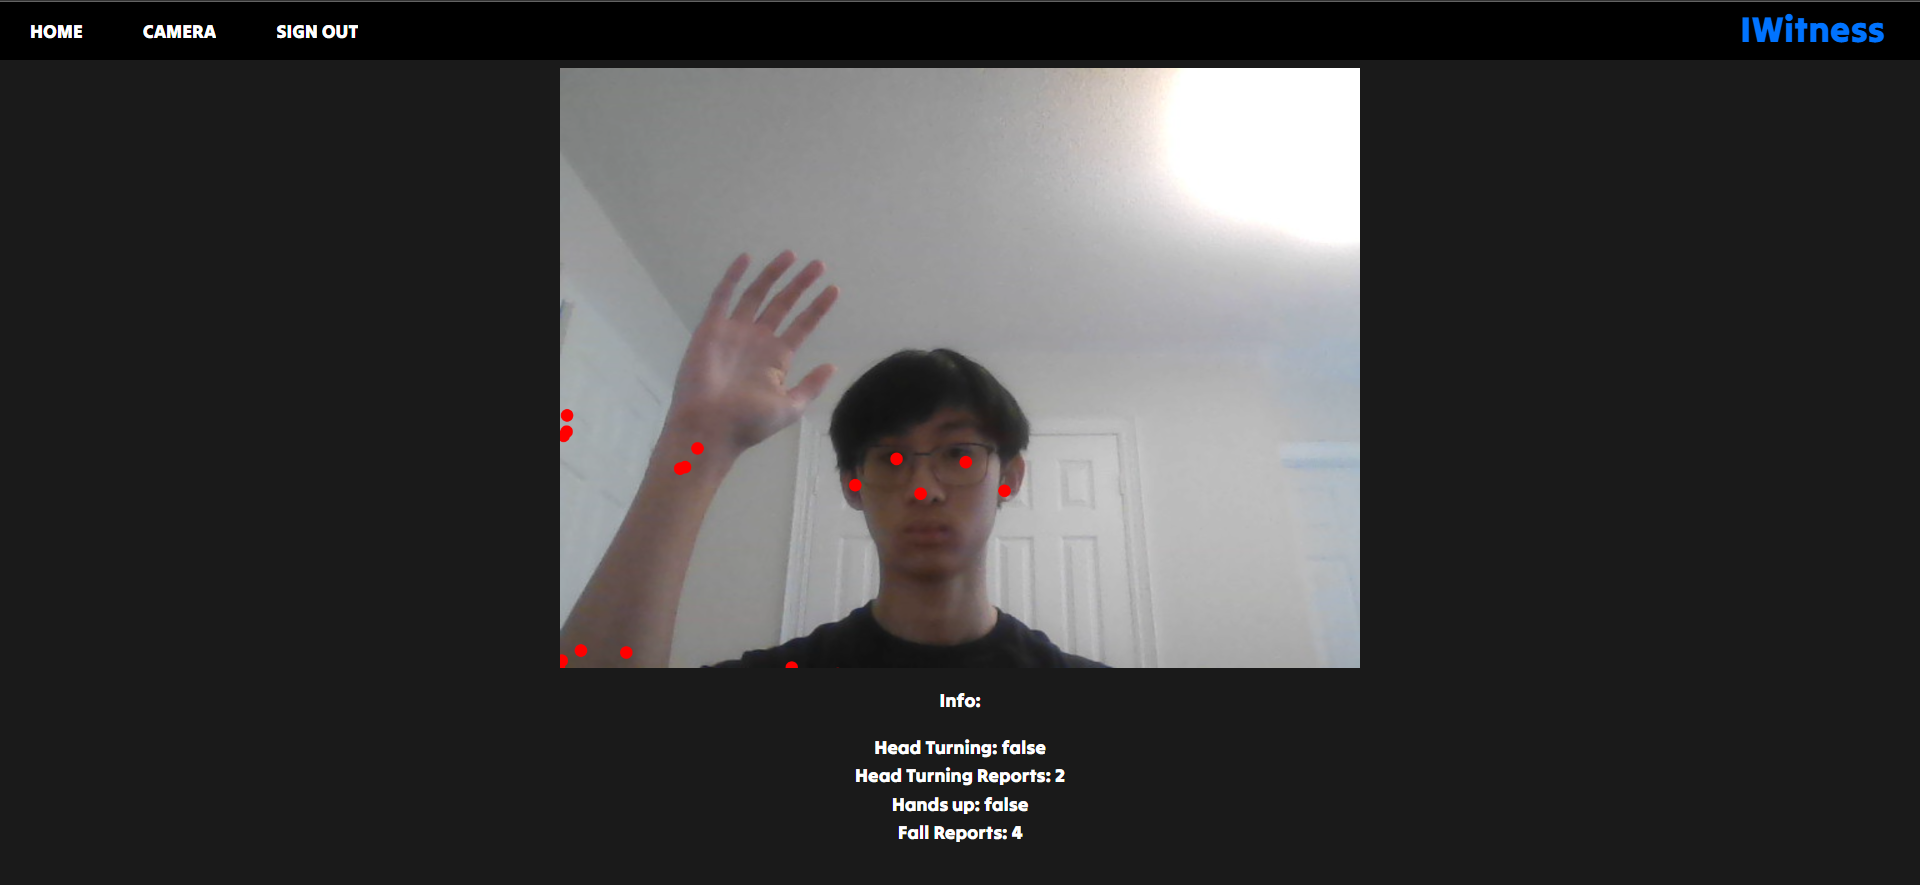 HOME CAMERA SIGN OUT IWitness
Info:
Head Turning: false
Head Turning Reports: 2
Hands up: false
Fall Reports: 4